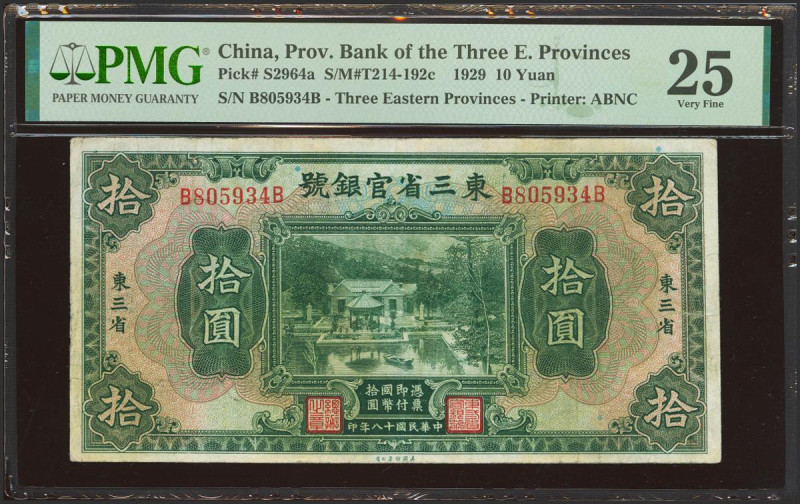 PMG®
PAPER MONEY GUARANTY
China, Prov. Bank of the Three E. Provinces
Pick# S2964a S/M#T214-192c 1929 10 Yuan
S/N B805934B - Three Eastern Provinces - Printer: ABNC
25
Very Fine
號銀官省三東
B805934B B805934B
拾 拾
拾圓 拾圓
東三省 東三省
憑票即付國幣拾圓
印年八十國民華中
拾 拾